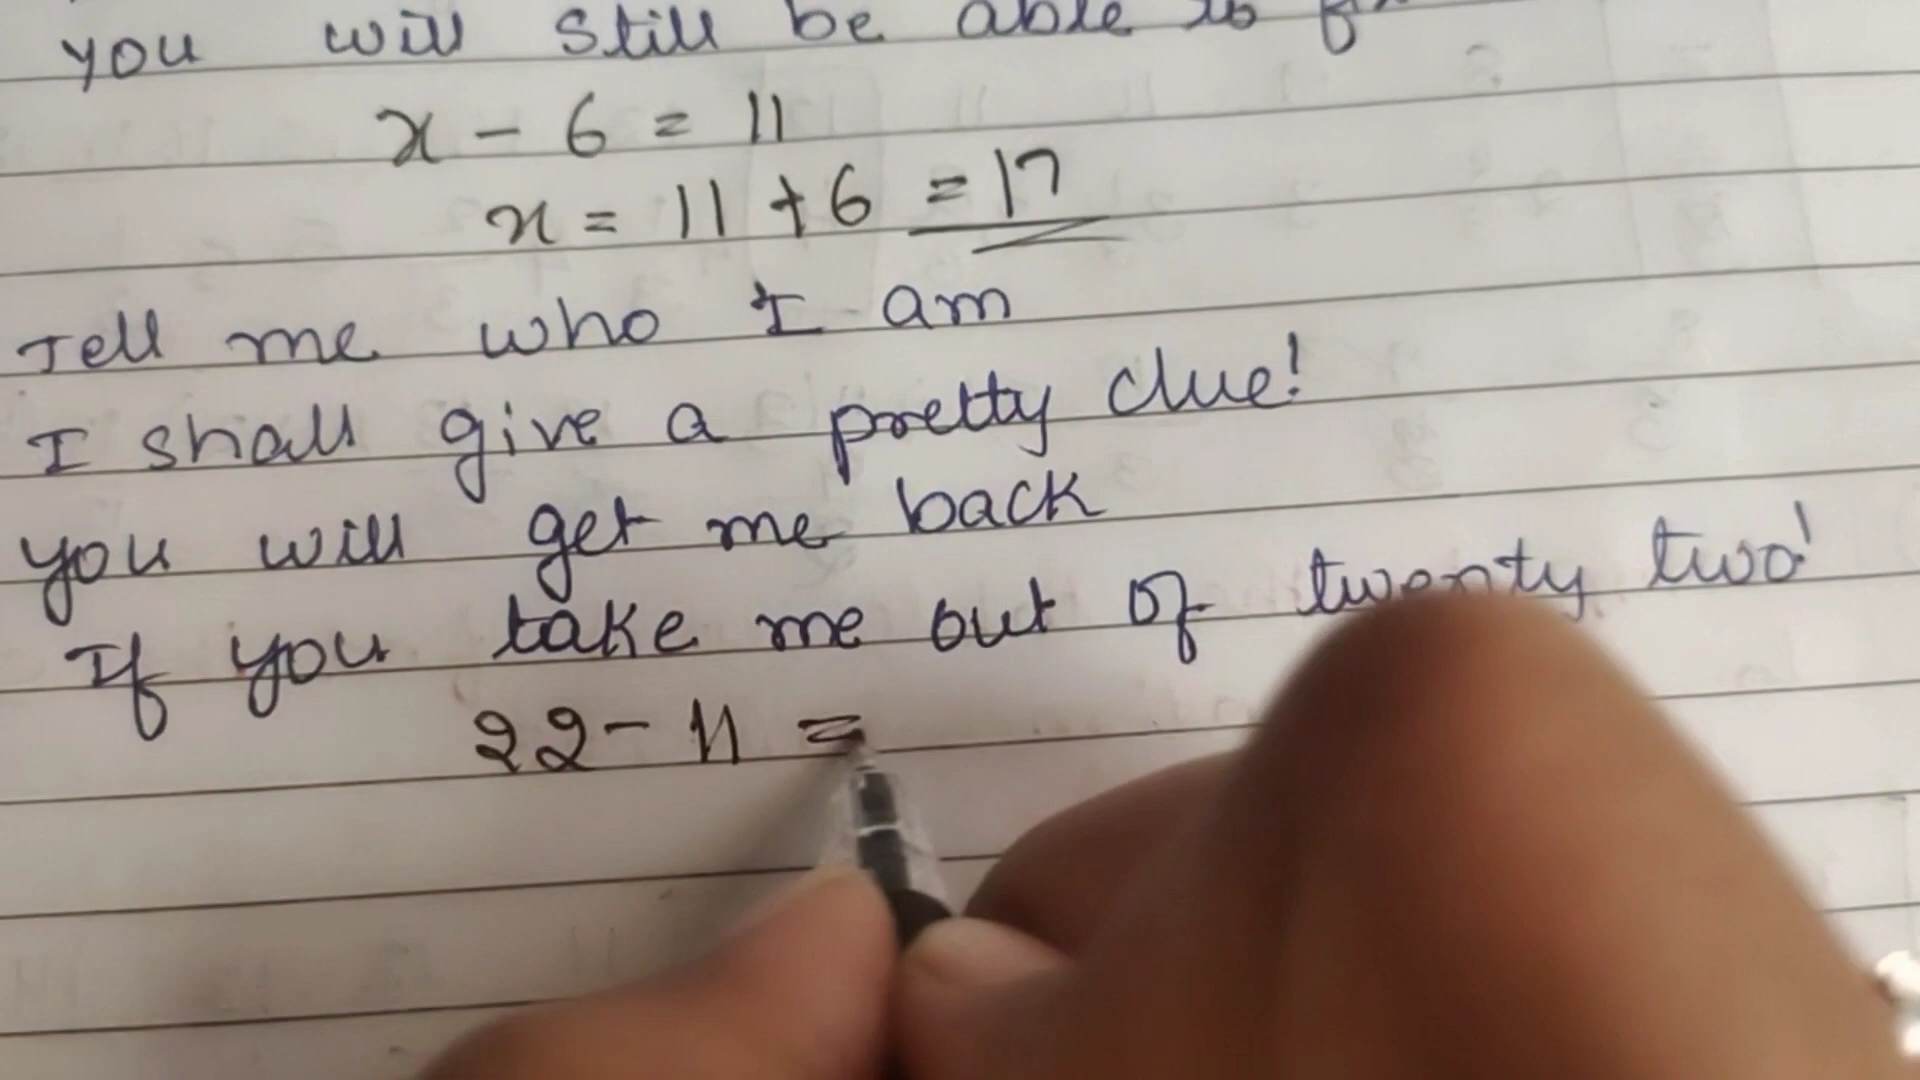 you will still be able to
x - 6 = 11
x = 11 + 6 = 17
Tell me who I am
I shall give a pretty clue!
you will get me back
If you take me out of twenty two!
22 - 11 =